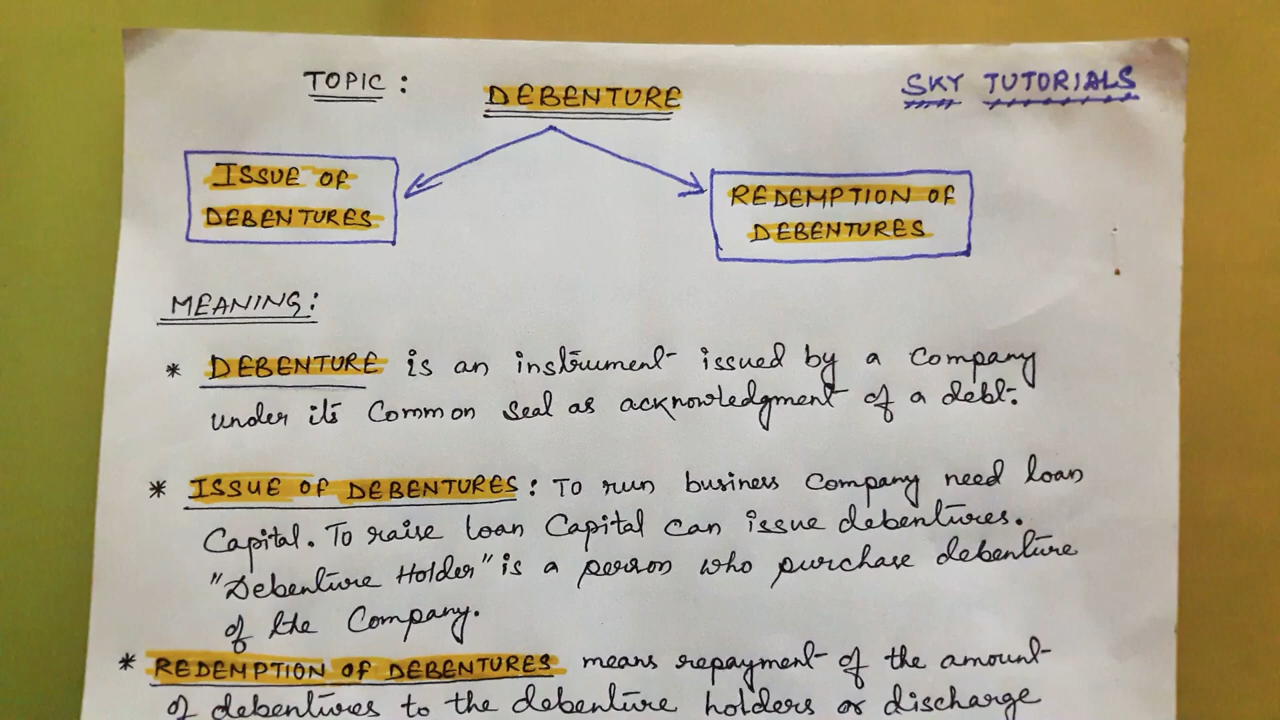 TOPIC :
DEBENTURE
SKY TUTORIALS
ISSUE OF
DEBENTURES
REDEMPTION OF
DEBENTURES
MEANING:
* DEBENTURE is an instrument issued by a Company
under its Common Seal as acknowledgment of a debt.
* ISSUE OF DEBENTURES : To run business Company need loan
Capital. To raise loan Capital can issue debentures.
"Debenture Holder" is a person who purchase debenture
of the Company.
* REDEMPTION OF DEBENTURES means repayment of the amount
of debentures to the debenture holders or discharge